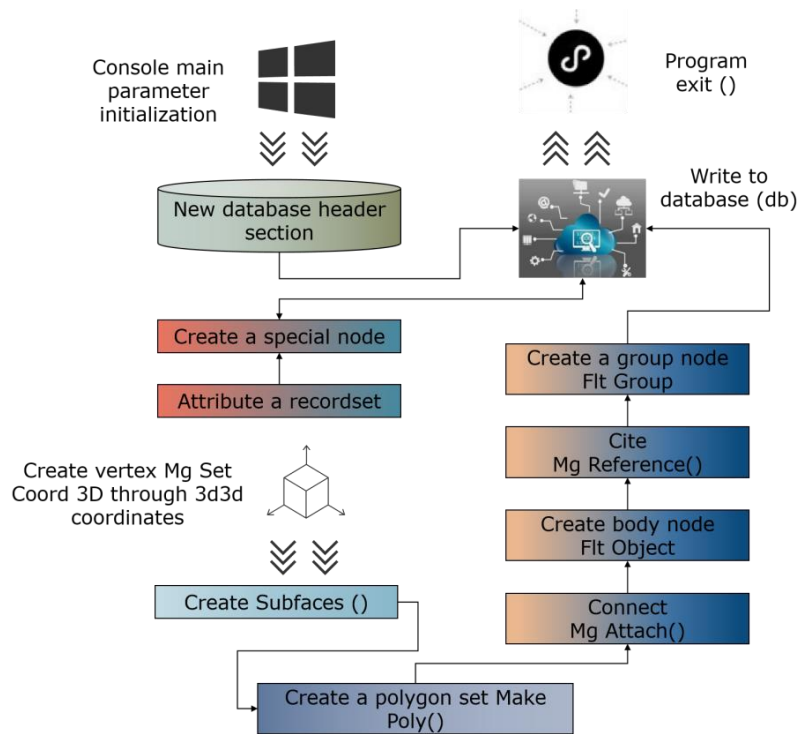 Console main
parameter
initialization
Program
exit ()
New database header
section
Write to
database (db)
Create a special node
Attribute a recordset
Create a group node
Flt Group
Cite
Mg Reference()
Create vertex Mg Set
Coord 3D through 3d3d
coordinates
Create body node
Flt Object
Create Subfaces ()
Connect
Mg Attach()
Create a polygon set Make
Poly()